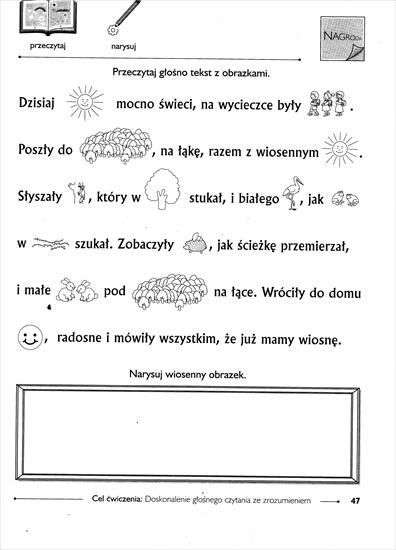 przeczytaj narysuj NAGRODA
Przeczytaj głośno tekst z obrazkami.
Dzisiaj mocno świeci, na wycieczce były .
Poszły do , na łąkę, razem z wiosennym .
Słyszały , który w stukał, i białego , jak
w szukał. Zobaczyły , jak ścieżkę przemierzał,
i małe pod na łące. Wróciły do domu
, radosne i mówiły wszystkim, że już mamy wiosnę.
Narysuj wiosenny obrazek.
Cel ćwiczenia: Doskonalenie głośnego czytania ze zrozumieniem 47